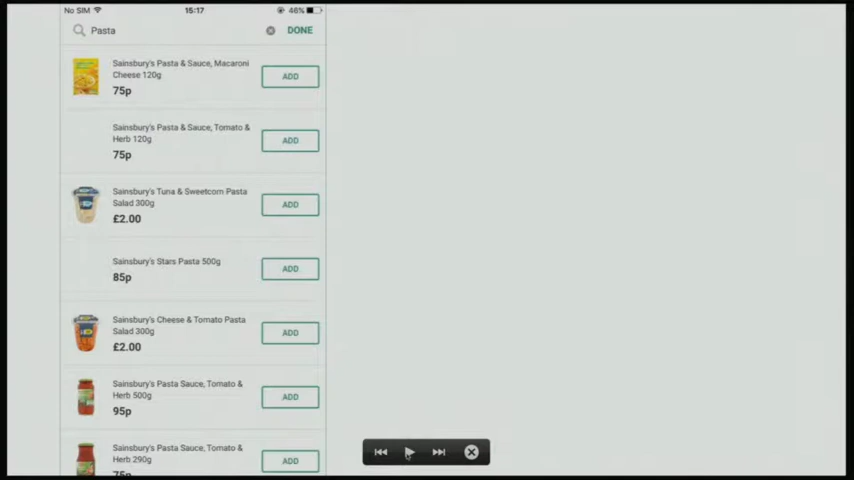 No SIM 15:17 46%
Pasta DONE
Sainsbury's Pasta & Sauce, Macaroni
Cheese 120g
75p
ADD
Sainsbury's Pasta & Sauce, Tomato &
Herb 120g
75p
ADD
Sainsbury's Tuna & Sweetcorn Pasta
Salad 300g
£2.00
ADD
Sainsbury's Stars Pasta 500g
85p
ADD
Sainsbury's Cheese & Tomato Pasta
Salad 300g
£2.00
ADD
Sainsbury's Pasta Sauce, Tomato &
Herb 500g
95p
ADD
Sainsbury's Pasta Sauce, Tomato &
Herb 290g
75p
ADD